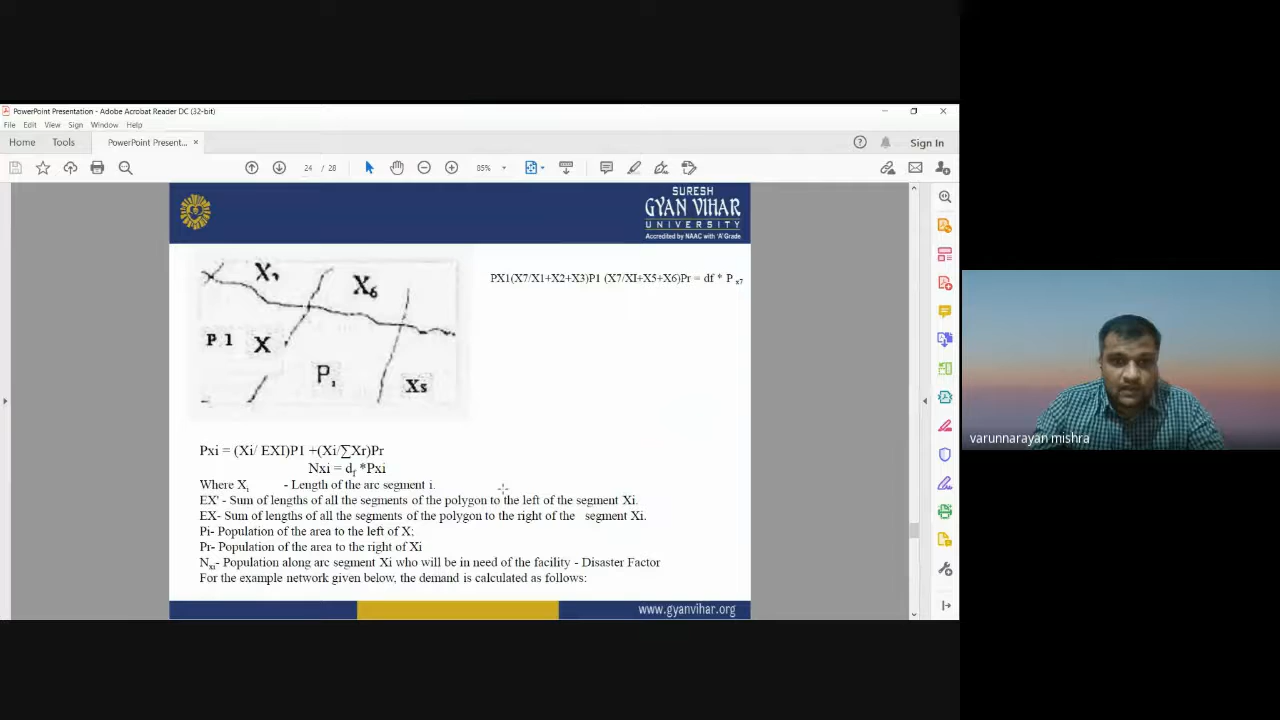 PowerPoint Presentation - Adobe Acrobat Reader DC (32-bit)
File Edit View Sign Window Help
Home Tools PowerPoint Present... × Sign In
24 / 28 85%
SURESH
GYAN VIHAR
UNIVERSITY
Accredited by NAAC with 'A' Grade
PX1(X7/X1+X2+X3)P1 (X7/XI+X5+X6)Pr = df * P x7
X7
X6
P 1 X
P1
X5
Pxi = (Xi/ EXI)P1 +(Xi/∑Xr)Pr
Nxi = df *Pxi
Where Xi - Length of the arc segment i.
EX' - Sum of lengths of all the segments of the polygon to the left of the segment Xi.
EX- Sum of lengths of all the segments of the polygon to the right of the segment Xi.
Pi- Population of the area to the left of X;
Pr- Population of the area to the right of Xi
Nxi- Population along arc segment Xi who will be in need of the facility - Disaster Factor
For the example network given below, the demand is calculated as follows:
www.gyanvihar.org
varunnarayan mishra